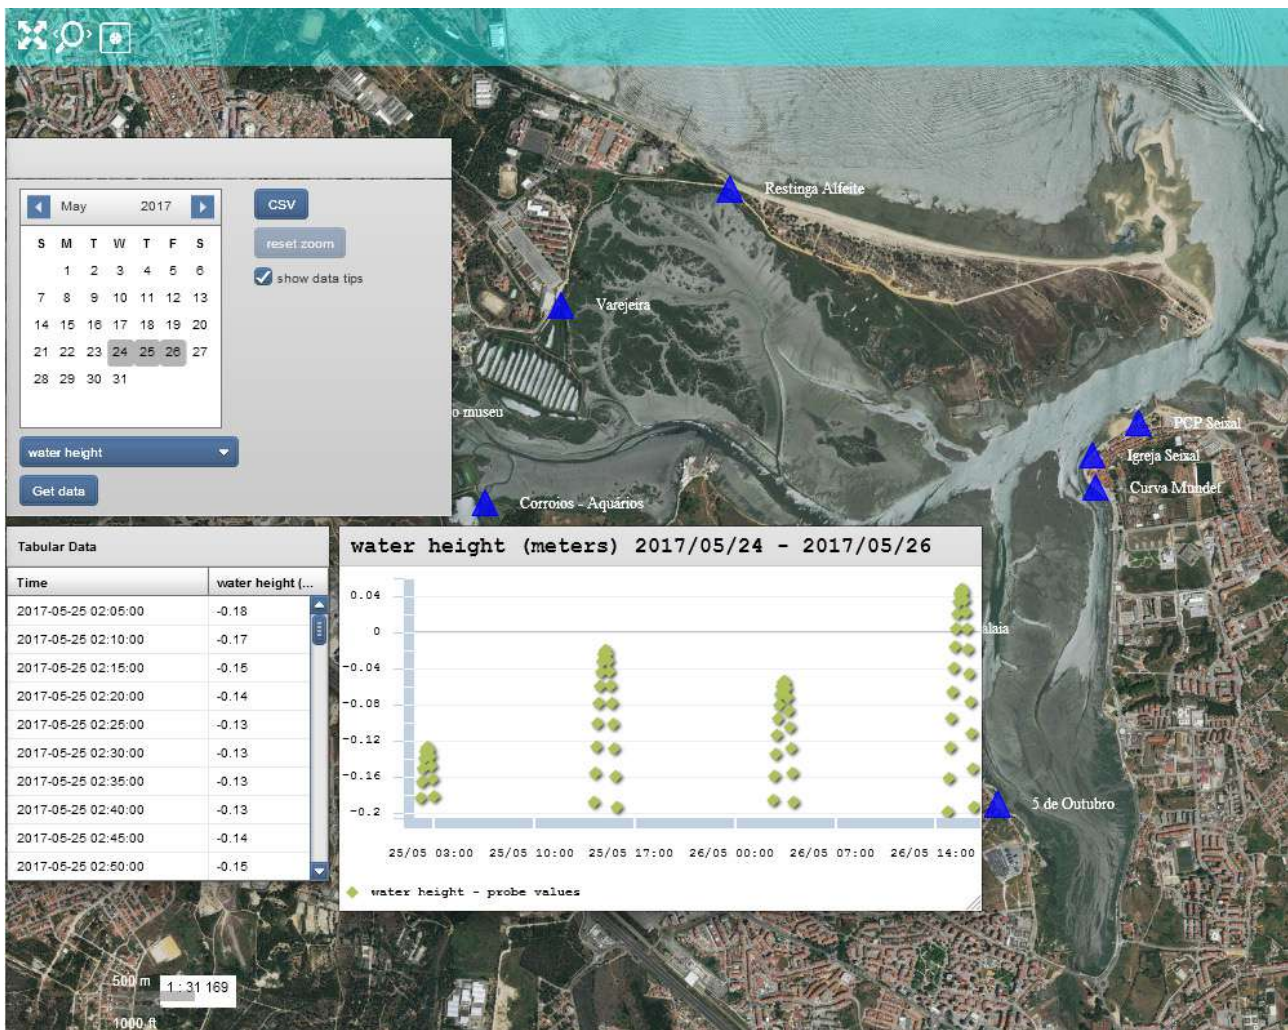 Restinga Alfeite
May 2017
CSV
S M T W T F S
reset zoom
1 2 3 4 5 6
show data tips
7 8 9 10 11 12 13
Varejeira
14 15 16 17 18 19 20
21 22 23 24 25 26 27
28 29 30 31
o museu
PCP Seixal
water height
Igreja Seixal
Get data
Curva Mundet
Corroios - Aquários
Tabular Data
Time water height (...
2017-05-25 02:05:00 -0.18
2017-05-25 02:10:00 -0.17
2017-05-25 02:15:00 -0.15
2017-05-25 02:20:00 -0.14
2017-05-25 02:25:00 -0.13
2017-05-25 02:30:00 -0.13
2017-05-25 02:35:00 -0.13
2017-05-25 02:40:00 -0.13
2017-05-25 02:45:00 -0.14
2017-05-25 02:50:00 -0.15
water height (meters) 2017/05/24 - 2017/05/26
0.04
0
-0.04
-0.08
-0.12
-0.16
-0.2
25/05 03:00 25/05 10:00 25/05 17:00 26/05 00:00 26/05 07:00 26/05 14:00
water height - probe values
alaia
5 de Outubro
500 m
1 : 31 169
1000 ft